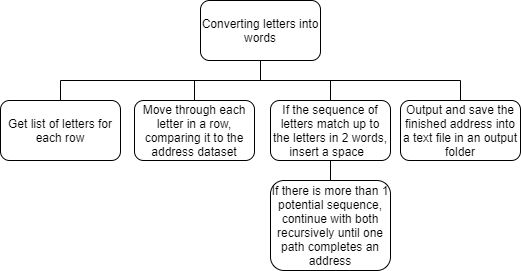 Converting letters into
words
Get list of letters for
each row
Move through each
letter in a row,
comparing it to the
address dataset
If the sequence of
letters match up to
the letters in 2 words,
insert a space
Output and save the
finished address into
a text file in an output
folder
If there is more than 1
potential sequence,
continue with both
recursively until one
path completes an
address